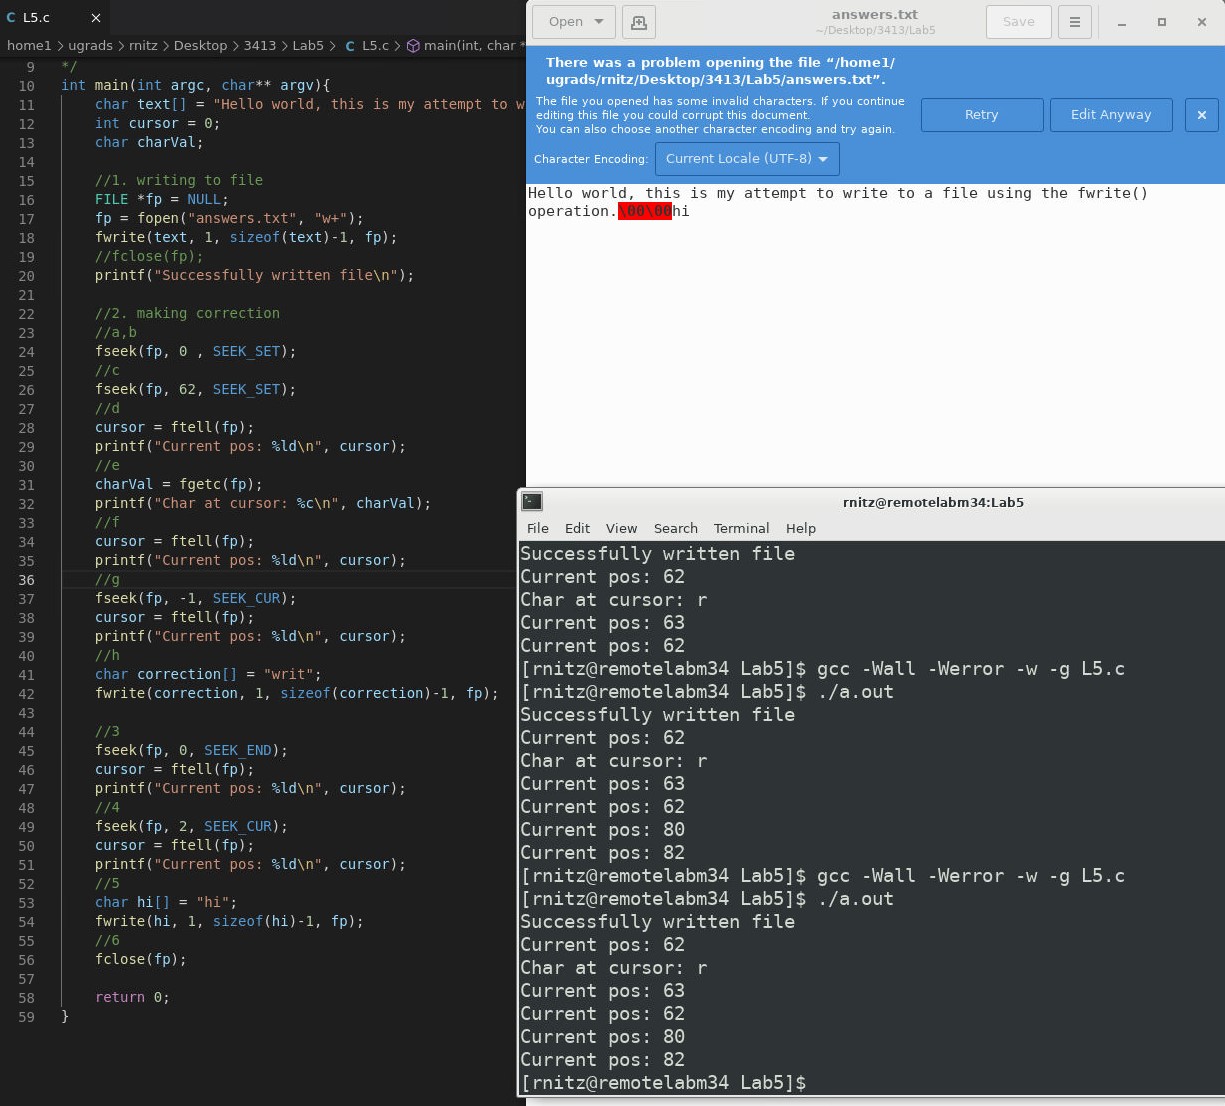 L5.c
home1 > ugrads > rnitz > Desktop > 3413 > Lab5 > C L5.c > main(int, char *
9 */
10 int main(int argc, char** argv){
11 char text[] = "Hello world, this is my attempt to w
12 int cursor = 0;
13 char charVal;
14
15 //1. writing to file
16 FILE *fp = NULL;
17 fp = fopen("answers.txt", "w+");
18 fwrite(text, 1, sizeof(text)-1, fp);
19 //fclose(fp);
20 printf("Successfully written file\n");
21
22 //2. making correction
23 //a,b
24 fseek(fp, 0 , SEEK_SET);
25 //c
26 fseek(fp, 62, SEEK_SET);
27 //d
28 cursor = ftell(fp);
29 printf("Current pos: %ld\n", cursor);
30 //e
31 charVal = fgetc(fp);
32 printf("Char at cursor: %c\n", charVal);
33 //f
34 cursor = ftell(fp);
35 printf("Current pos: %ld\n", cursor);
36 //g
37 fseek(fp, -1, SEEK_CUR);
38 cursor = ftell(fp);
39 printf("Current pos: %ld\n", cursor);
40 //h
41 char correction[] = "writ";
42 fwrite(correction, 1, sizeof(correction)-1, fp);
43
44 //3
45 fseek(fp, 0, SEEK_END);
46 cursor = ftell(fp);
47 printf("Current pos: %ld\n", cursor);
48 //4
49 fseek(fp, 2, SEEK_CUR);
50 cursor = ftell(fp);
51 printf("Current pos: %ld\n", cursor);
52 //5
53 char hi[] = "hi";
54 fwrite(hi, 1, sizeof(hi)-1, fp);
55 //6
56 fclose(fp);
57
58 return 0;
59 }
Open
answers.txt
~/Desktop/3413/Lab5
Save
There was a problem opening the file “/home1/
ugrads/rnitz/Desktop/3413/Lab5/answers.txt”.
The file you opened has some invalid characters. If you continue
editing this file you could corrupt this document.
You can also choose another character encoding and try again.
Retry
Edit Anyway
Character Encoding: Current Locale (UTF-8)
Hello world, this is my attempt to write to a file using the fwrite()
operation.\00\00hi
rnitz@remotelabm34:Lab5
File Edit View Search Terminal Help
Successfully written file
Current pos: 62
Char at cursor: r
Current pos: 63
Current pos: 62
[rnitz@remotelabm34 Lab5]$ gcc -Wall -Werror -w -g L5.c
[rnitz@remotelabm34 Lab5]$ ./a.out
Successfully written file
Current pos: 62
Char at cursor: r
Current pos: 63
Current pos: 62
Current pos: 80
Current pos: 82
[rnitz@remotelabm34 Lab5]$ gcc -Wall -Werror -w -g L5.c
[rnitz@remotelabm34 Lab5]$ ./a.out
Successfully written file
Current pos: 62
Char at cursor: r
Current pos: 63
Current pos: 62
Current pos: 80
Current pos: 82
[rnitz@remotelabm34 Lab5]$